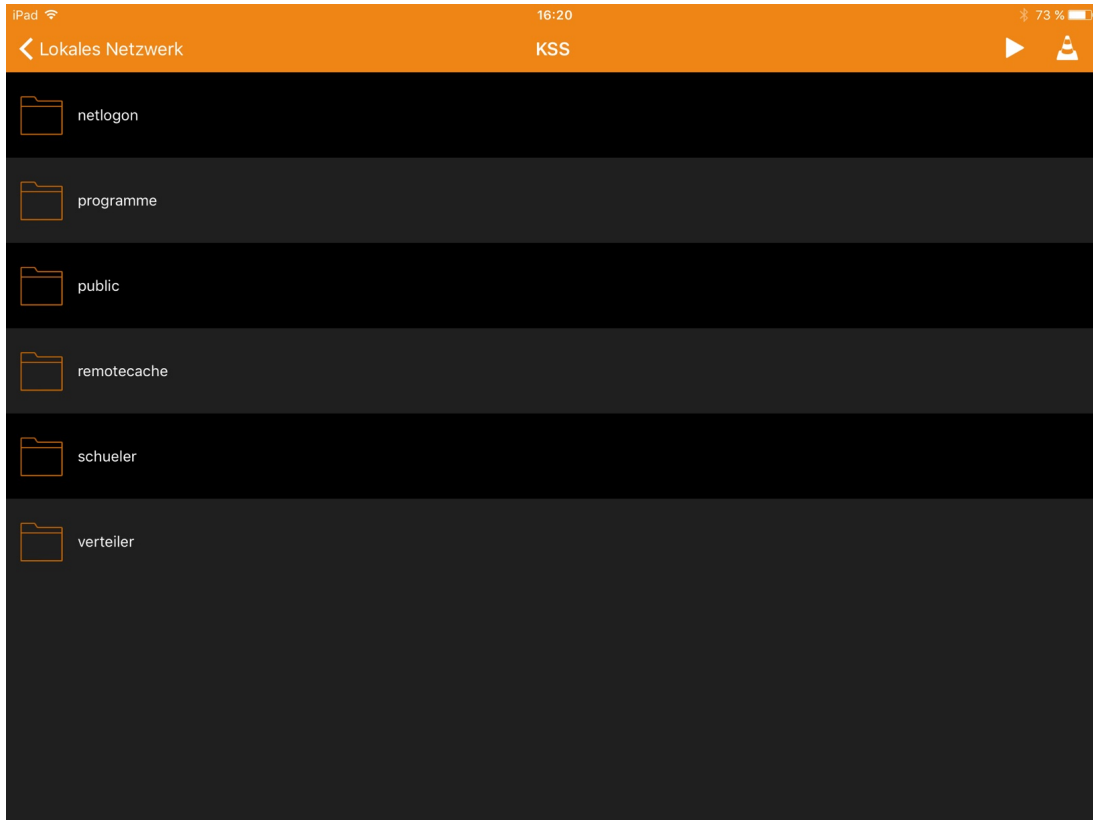 iPad 16:20 73 %
Lokales Netzwerk KSS
netlogon
programme
public
remotecache
schueler
verteiler